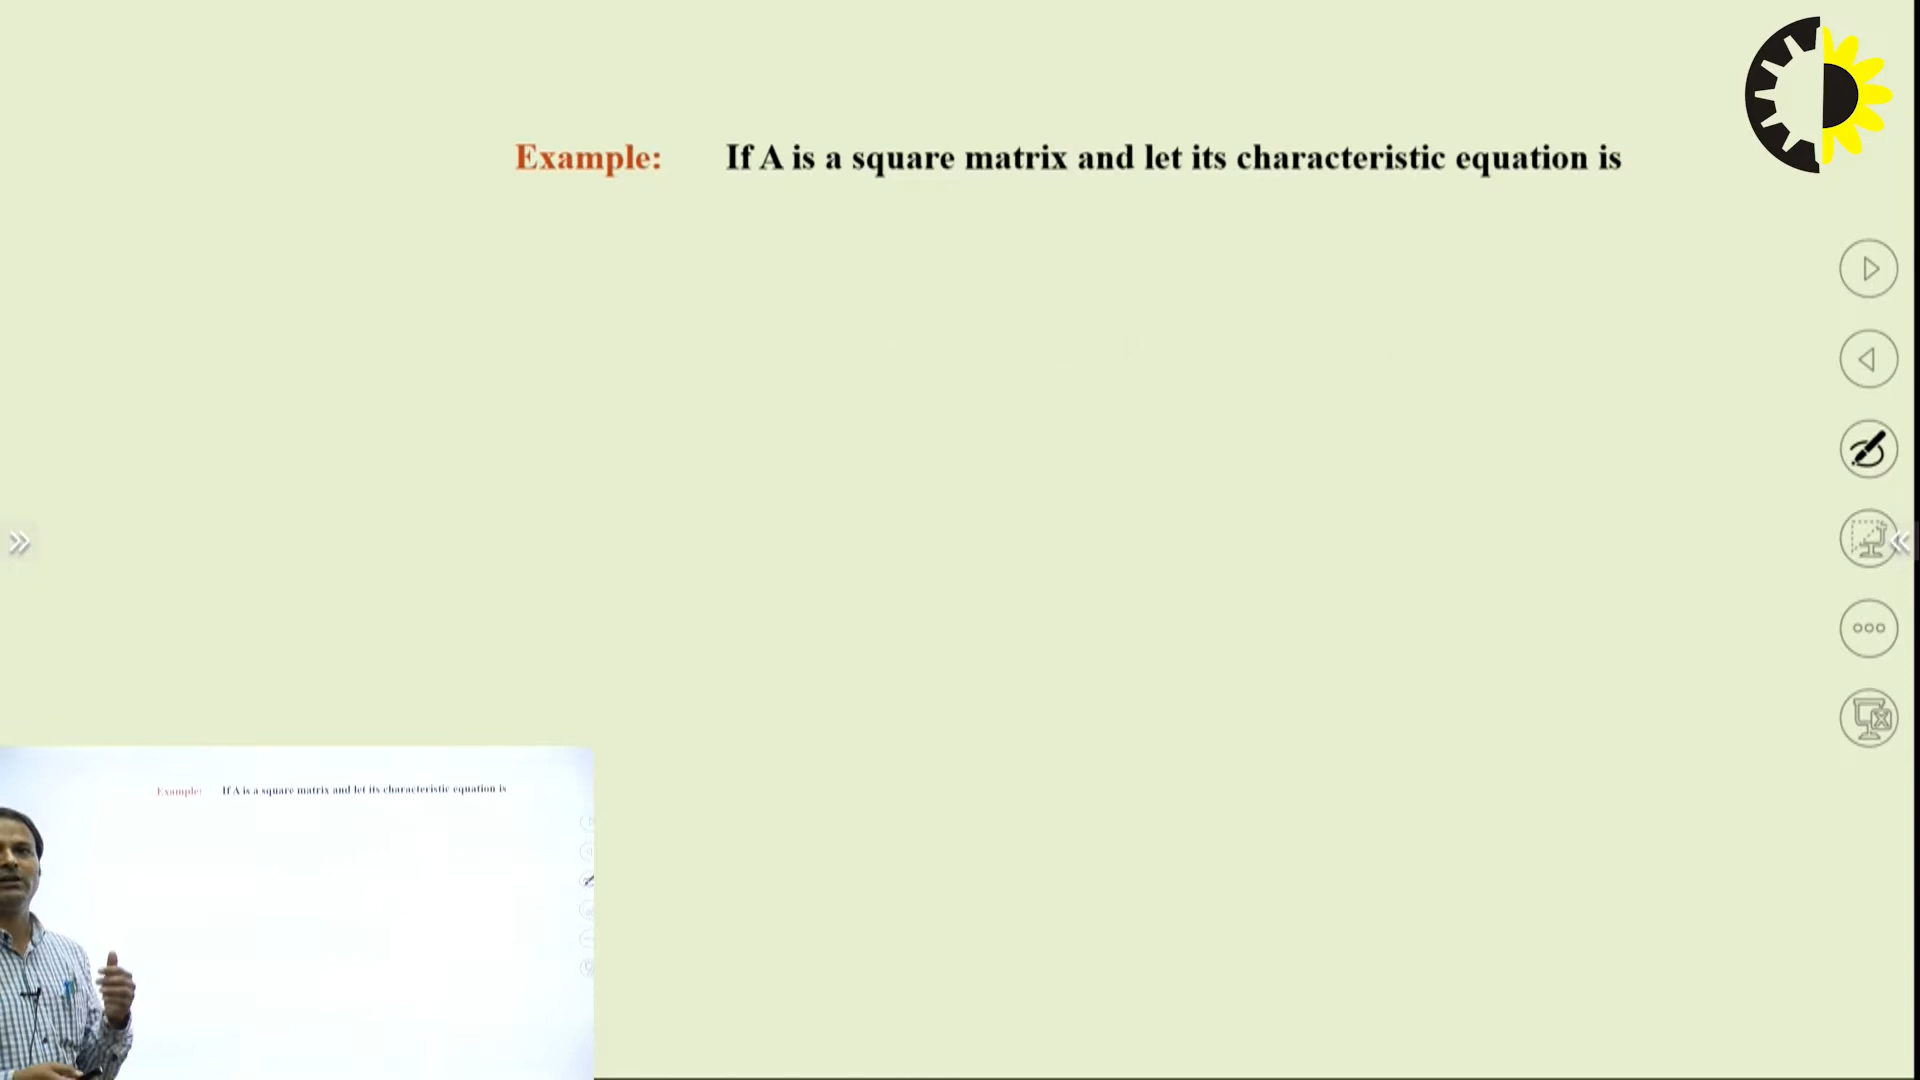 Example: If A is a square matrix and let its characteristic equation is
Example: If A is a square matrix and let its characteristic equation is